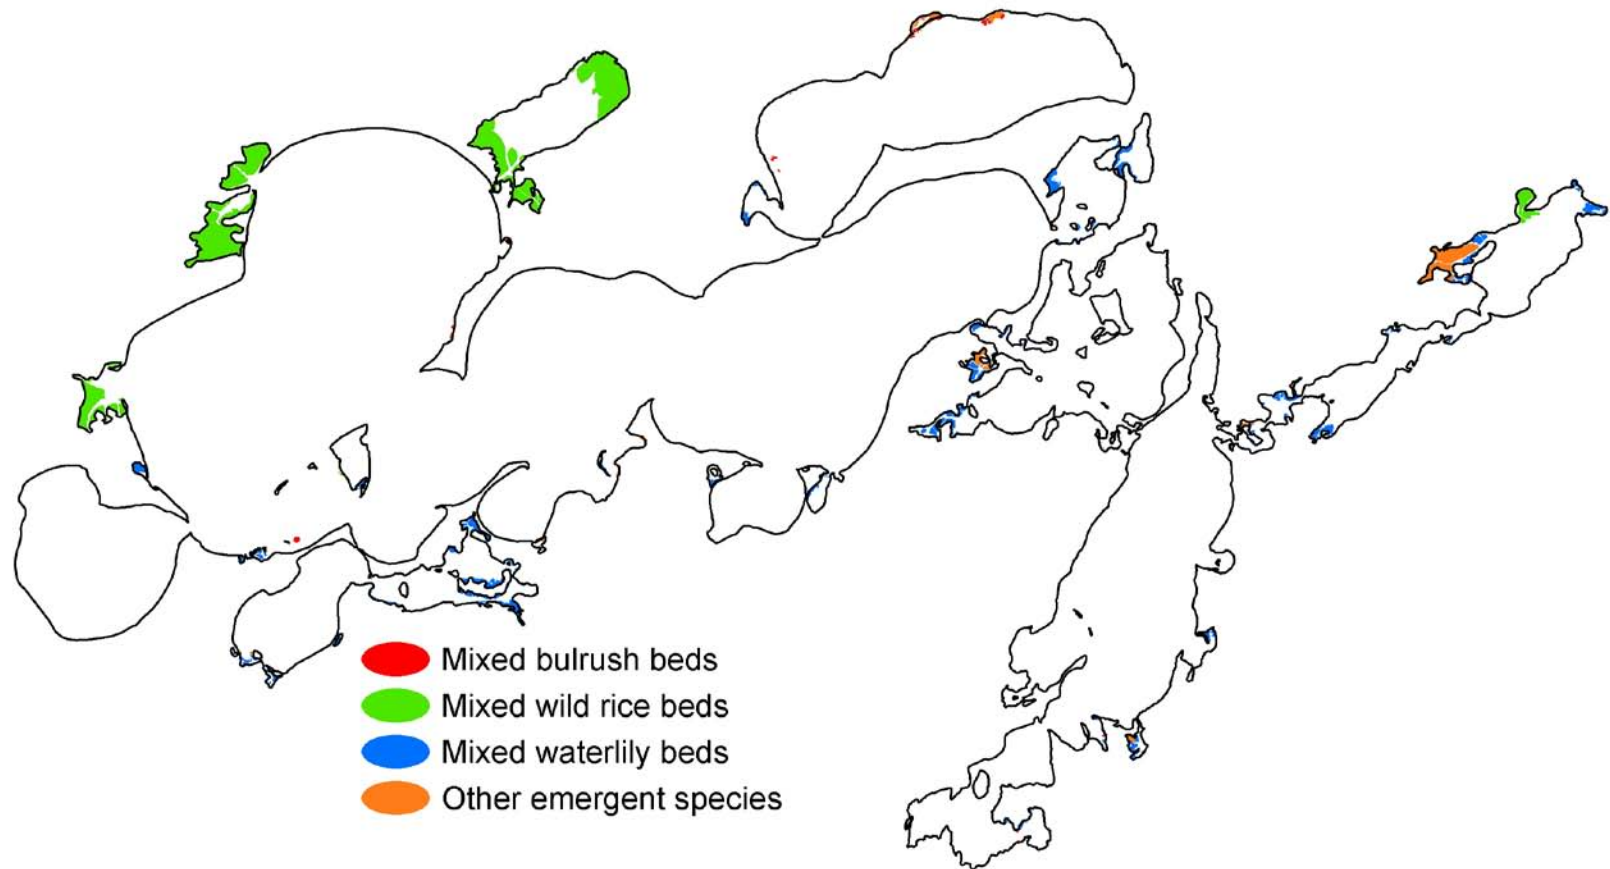 Mixed bulrush beds
Mixed wild rice beds
Mixed waterlily beds
Other emergent species